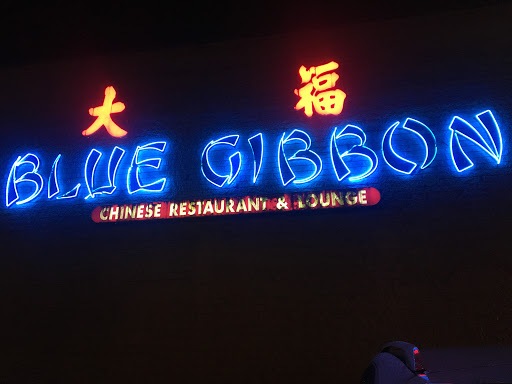 大 福
BLUE GIBBON
CHINESE RESTAURANT & LOUNGE